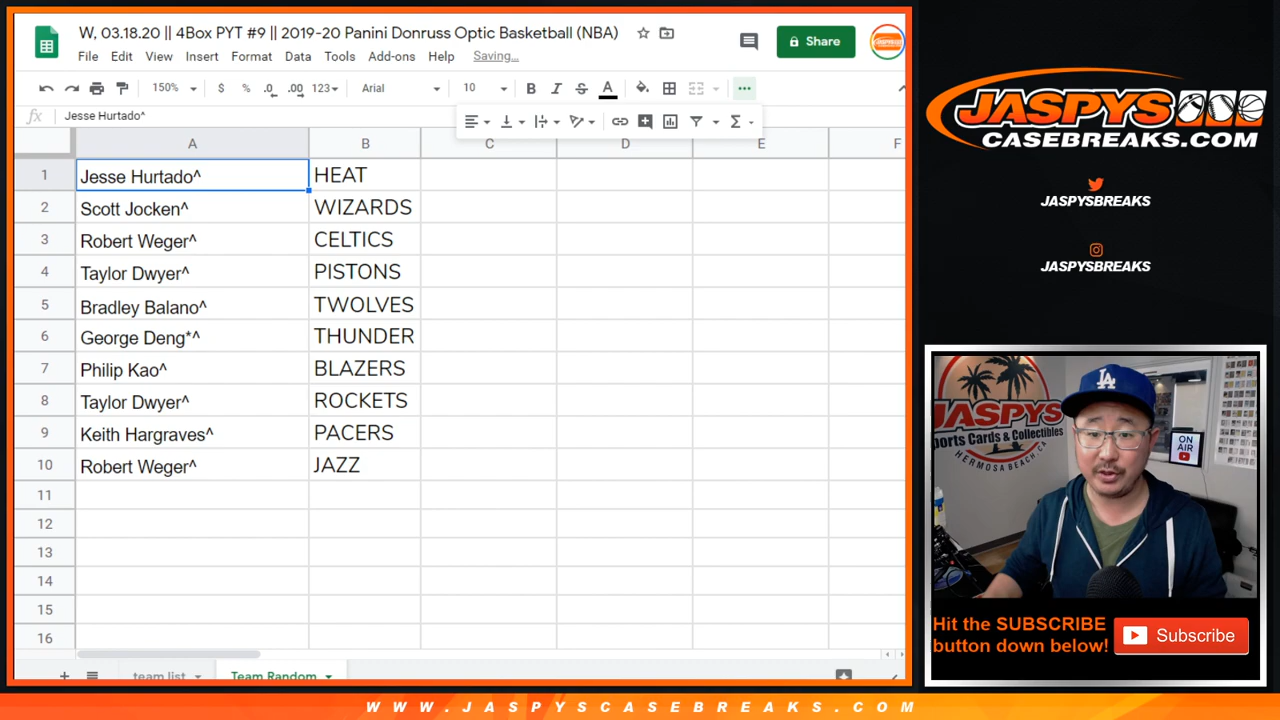 W, 03.18.20 || 4Box PYT #9 || 2019-20 Panini Donruss Optic Basketball (NBA)
File Edit View Insert Format Data Tools Add-ons Help Saving...
Share
150% $ % .0 .00 123 Arial 10 B I S A
fx Jesse Hurtado^
A B C D E F
1 Jesse Hurtado^ HEAT
2 Scott Jocken^ WIZARDS
3 Robert Weger^ CELTICS
4 Taylor Dwyer^ PISTONS
5 Bradley Balano^ TWOLVES
6 George Deng*^ THUNDER
7 Philip Kao^ BLAZERS
8 Taylor Dwyer^ ROCKETS
9 Keith Hargraves^ PACERS
10 Robert Weger^ JAZZ
11
12
13
14
15
16
team list Team Random
JASPYS
CASEBREAKS.COM
JASPYSBREAKS
JASPYSBREAKS
JASPYS
Sports Cards & Collectibles
HERMOSA BEACH CA
LA
ON AIR
Hit the SUBSCRIBE
button down below!
Subscribe
WWW.JASPYSCASEBREAKS.COM